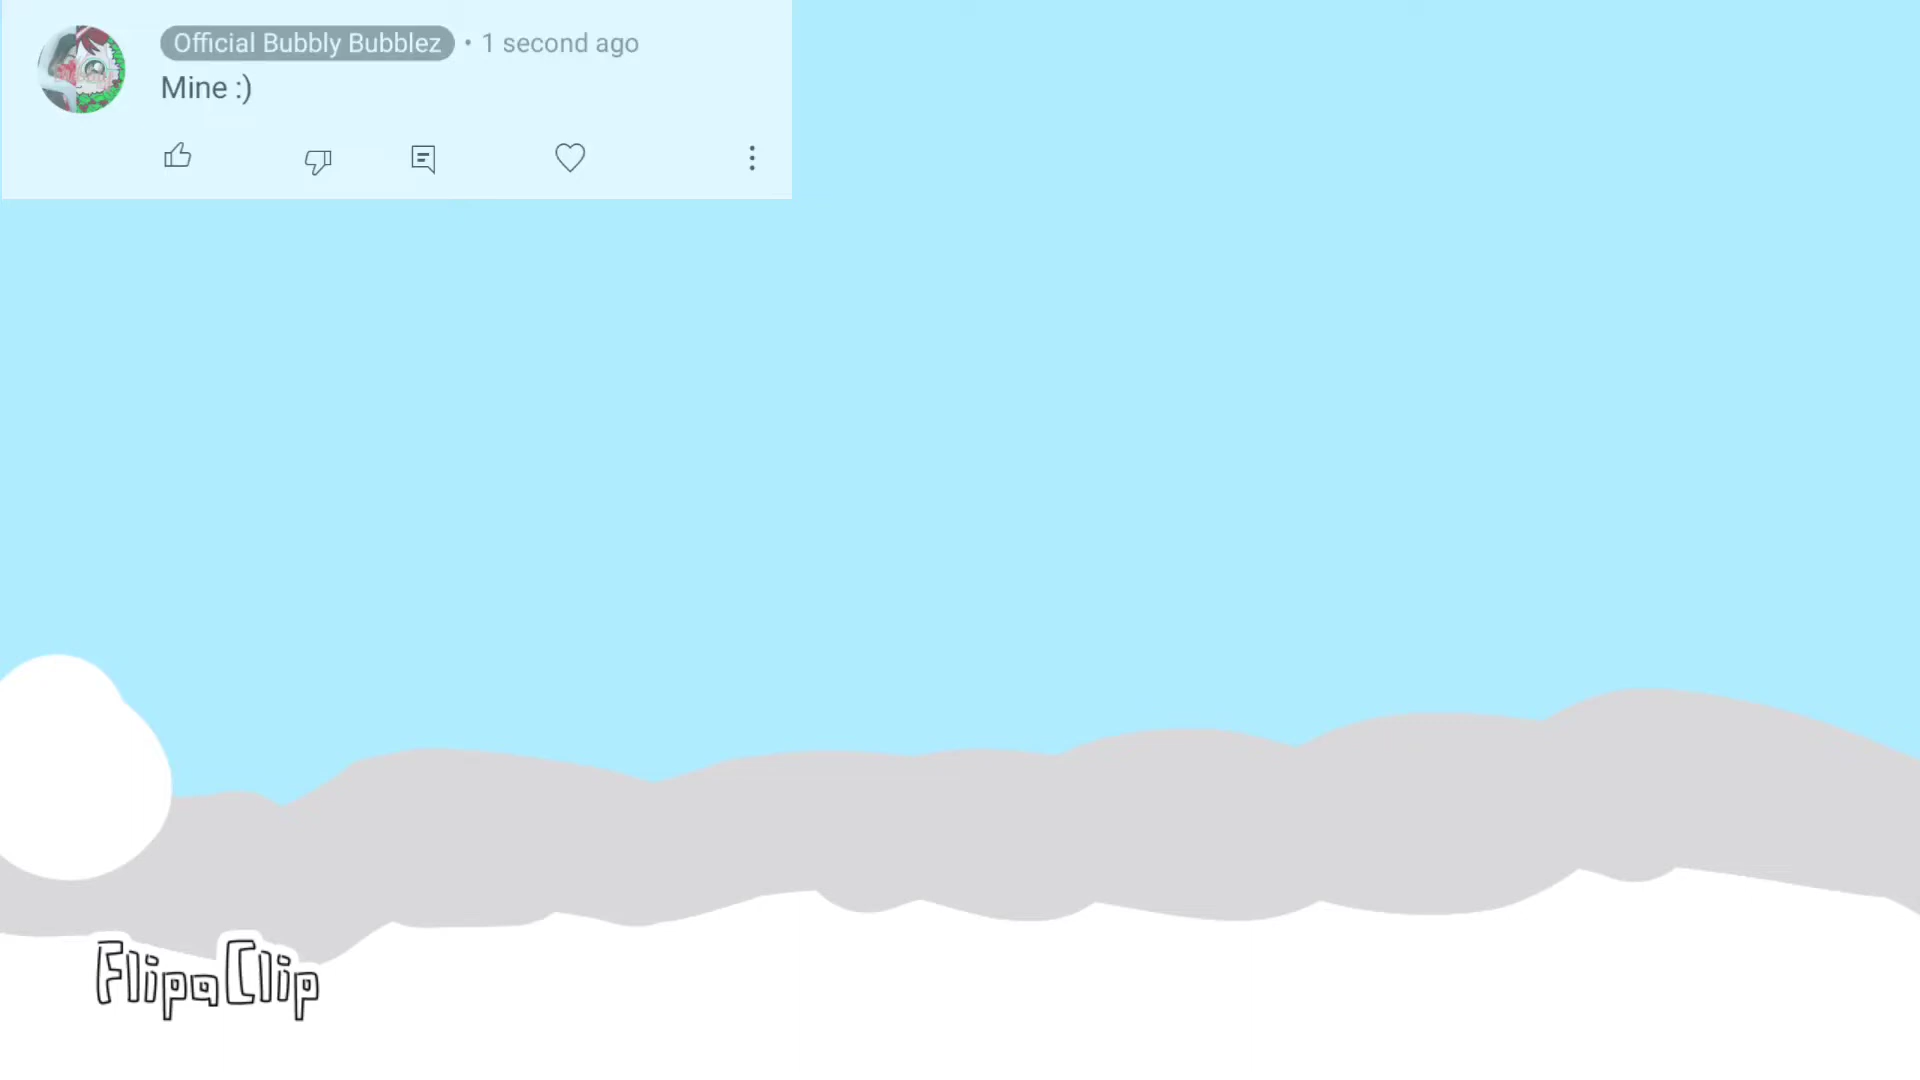 Official Bubbly Bubblez • 1 second ago
Mine :)
FlipaClip